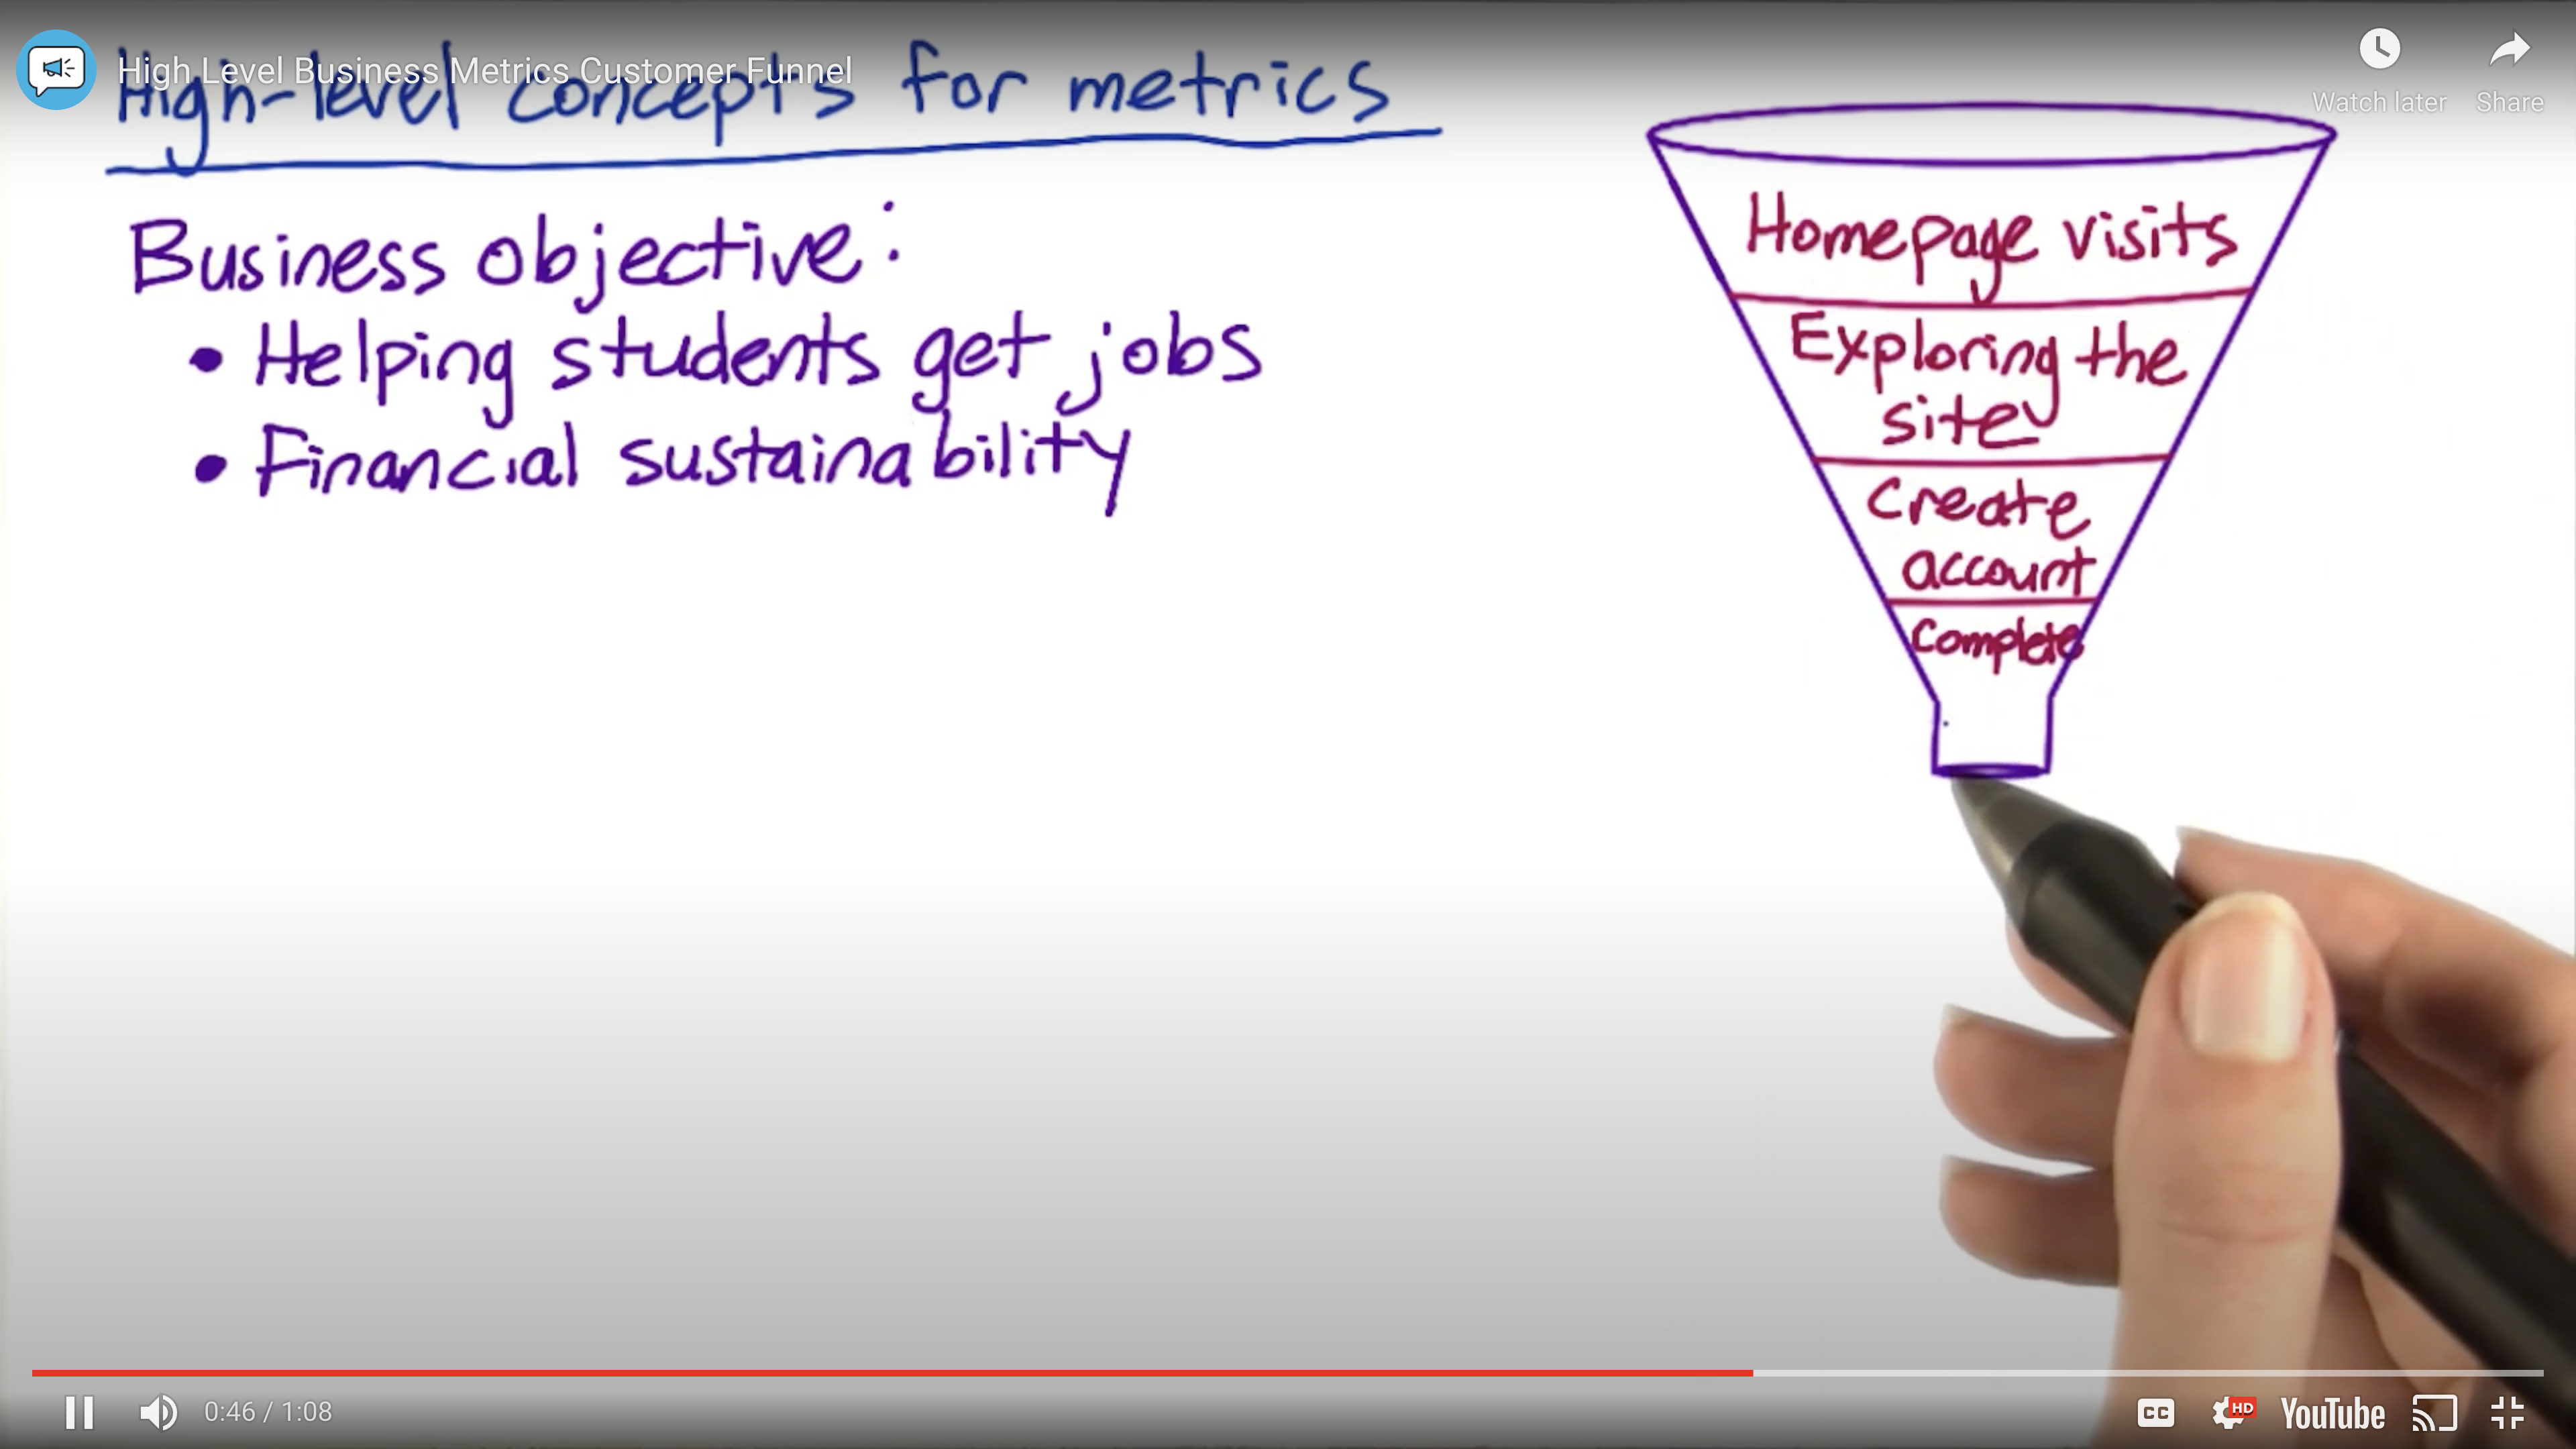 High Level Business Metrics Customer Funnel
Watch later
Share
High-level concepts for metrics
Business objective:
• Helping students get jobs
• Financial sustainability
Homepage visits
Exploring the
site
Create
account
Complete
0:46 / 1:08
CC
HD
YouTube